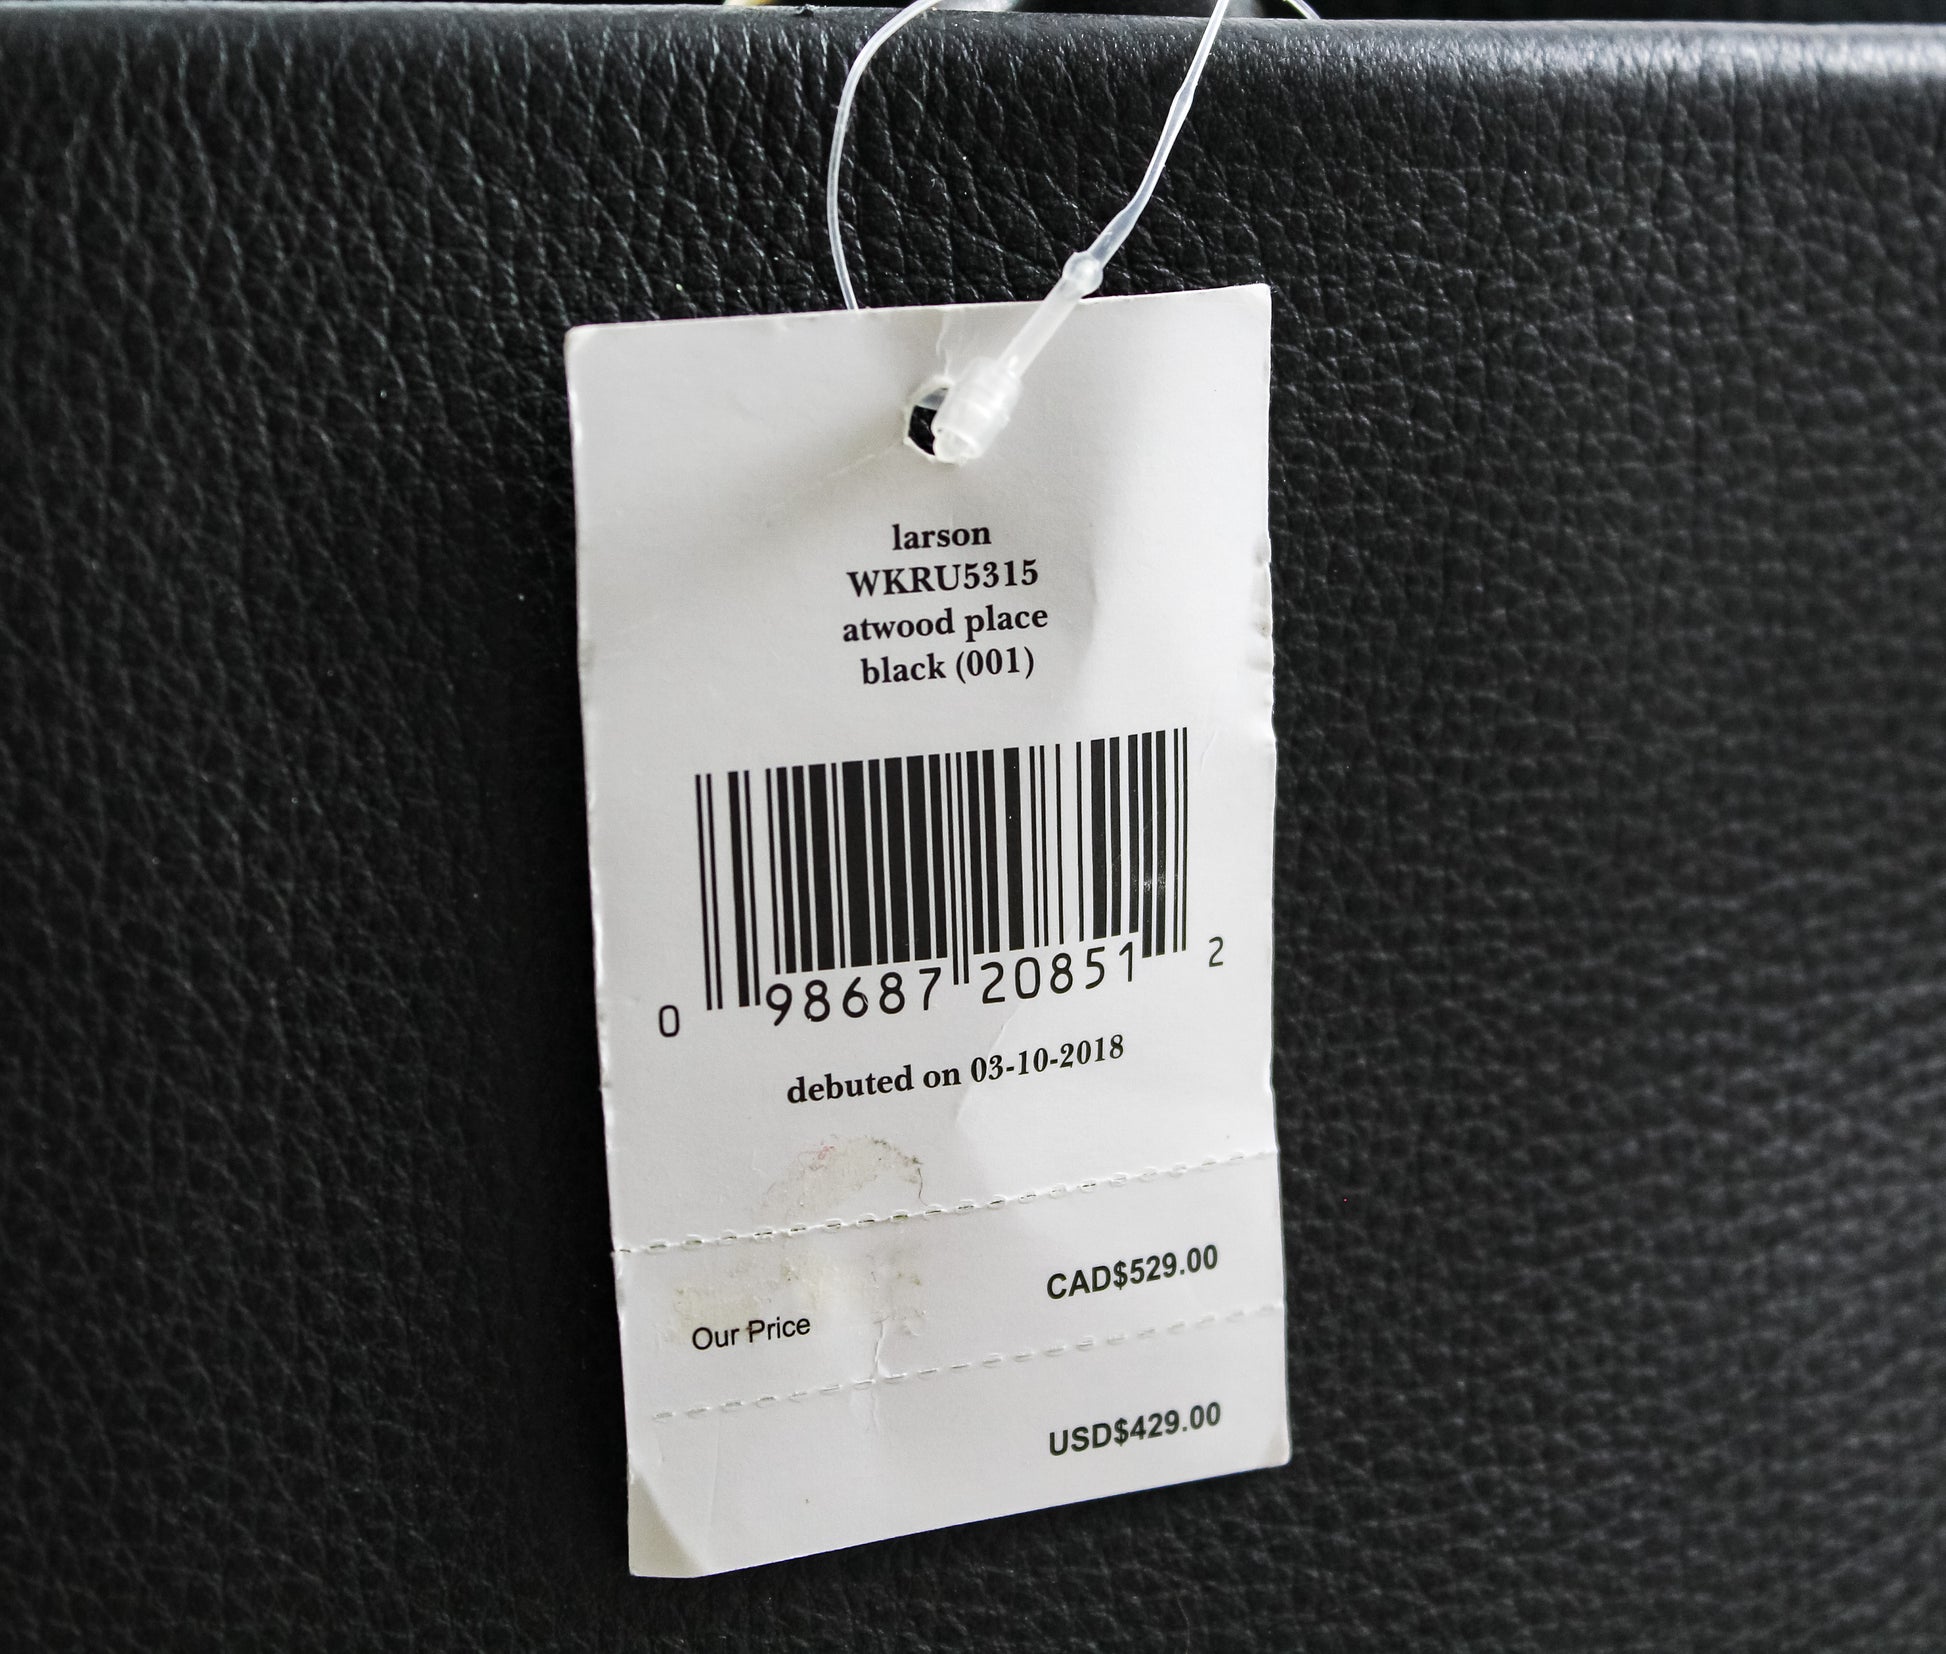 larson
WKRU5315
atwood place
black (001)
0 98687 20851 2
debuted on 03-10-2018
CAD$529.00
Our Price
USD$429.00